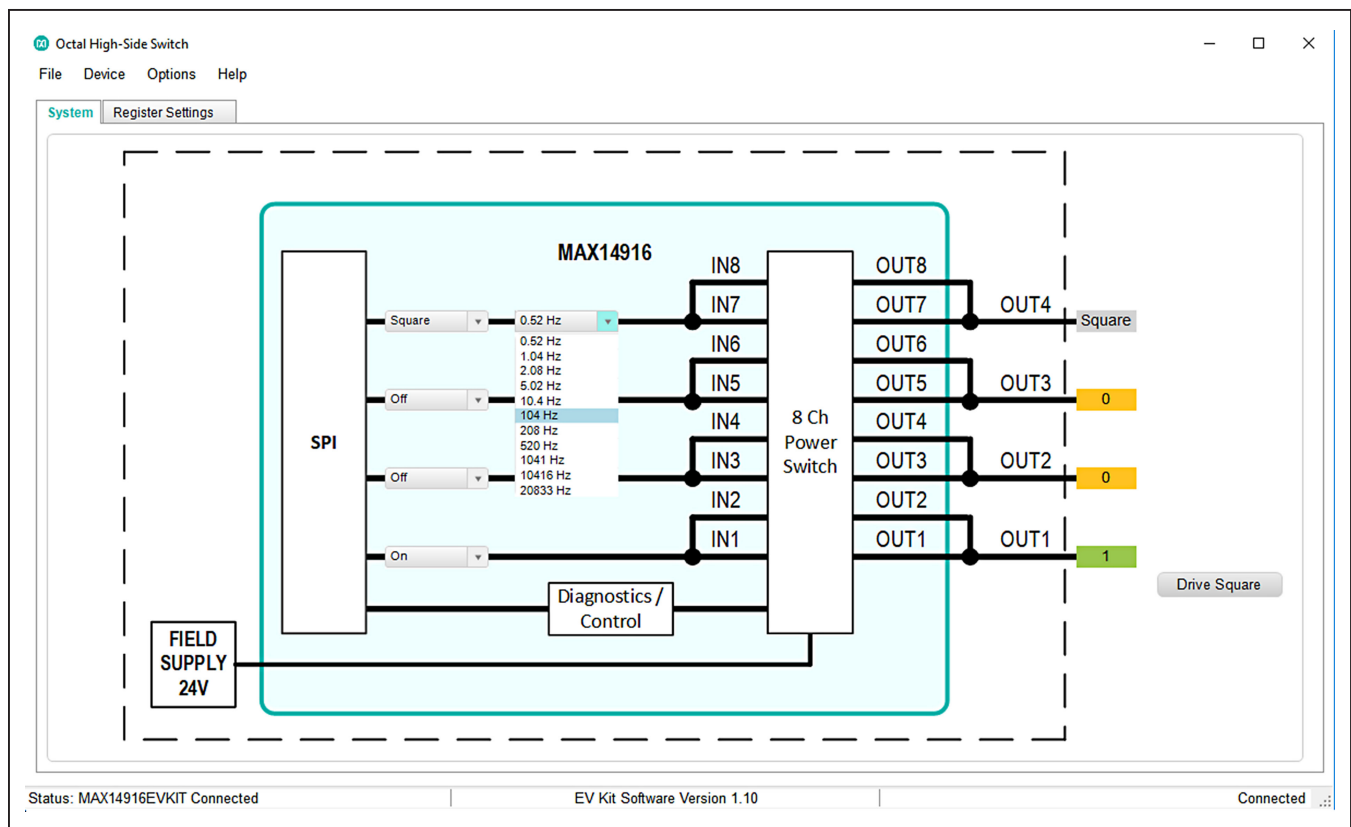 Octal High-Side Switch
File Device Options Help
System Register Settings
MAX14916
SPI
Square
0.52 Hz
0.52 Hz
1.04 Hz
2.08 Hz
5.02 Hz
10.4 Hz
104 Hz
208 Hz
520 Hz
1041 Hz
10416 Hz
20833 Hz
Off
Off
On
IN8
IN7
IN6
IN5
IN4
IN3
IN2
IN1
8 Ch
Power
Switch
OUT8
OUT7
OUT6
OUT5
OUT4
OUT3
OUT2
OUT1
OUT4
OUT3
OUT2
OUT1
Square
0
0
1
Drive Square
Diagnostics /
Control
FIELD
SUPPLY
24V
Status: MAX14916EVKIT Connected
EV Kit Software Version 1.10
Connected